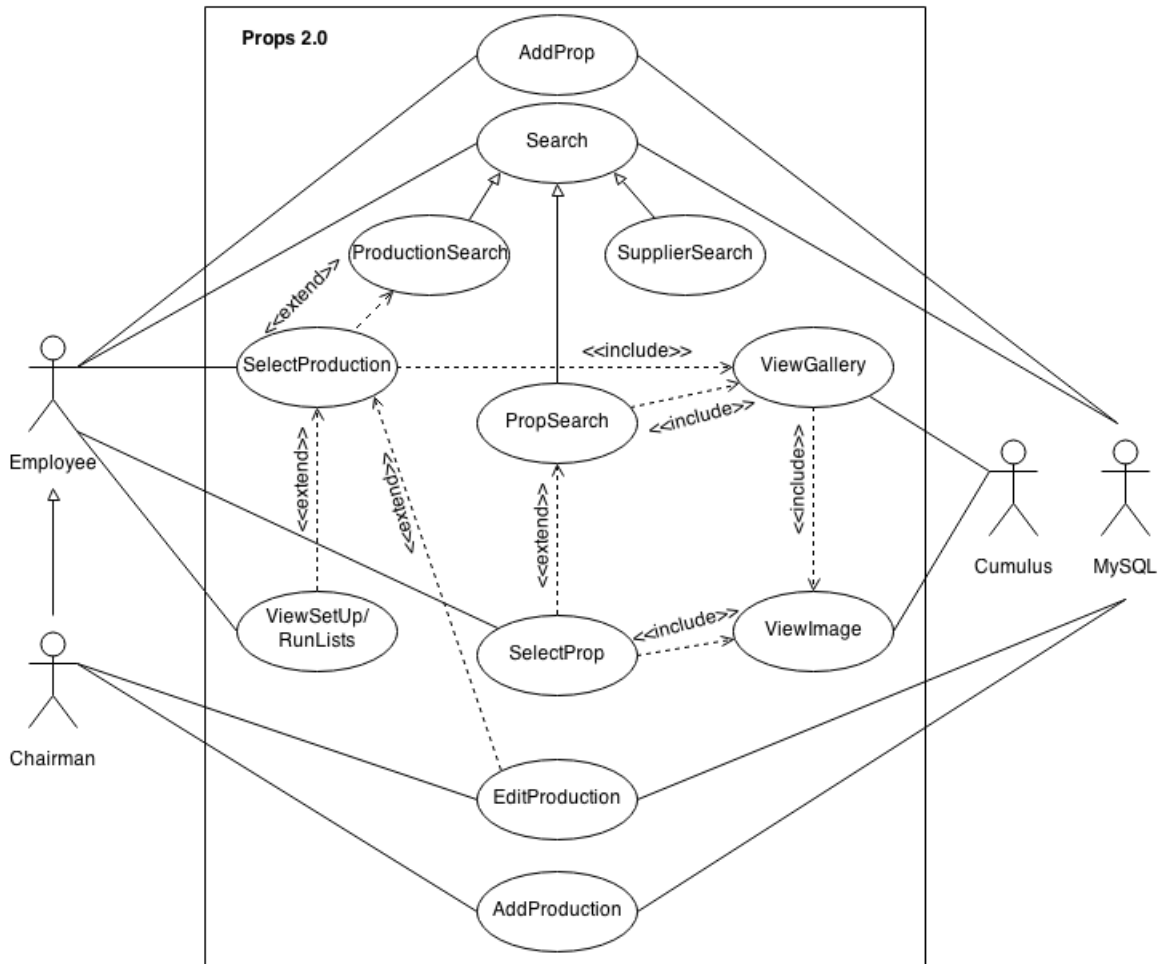 Props 2.0
AddProp
Search
ProductionSearch
SupplierSearch
<<extend>>
SelectProduction
<<include>>
ViewGallery
PropSearch
<<include>>
<<extend>>
<<extend>>
<<include>>
<<extend>>
Employee
Cumulus
MySQL
ViewSetUp/
RunLists
SelectProp
<<include>>
ViewImage
Chairman
EditProduction
AddProduction